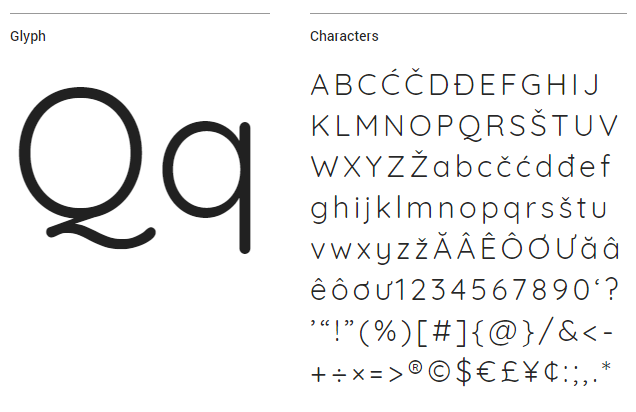 Glyph
Characters
Qq
ABCĆČDĐEFGHIJ
KLMNOPQRSŠTUV
WXYZŽabcčćdđef
ghijklmnopqrsštu
vwxyzžĂÂÊÔƠƯăâ
êôơư1234567890‘?
’“!”(%)[#]{@}/&<-
+÷×=>®©$€£¥¢:;,.*